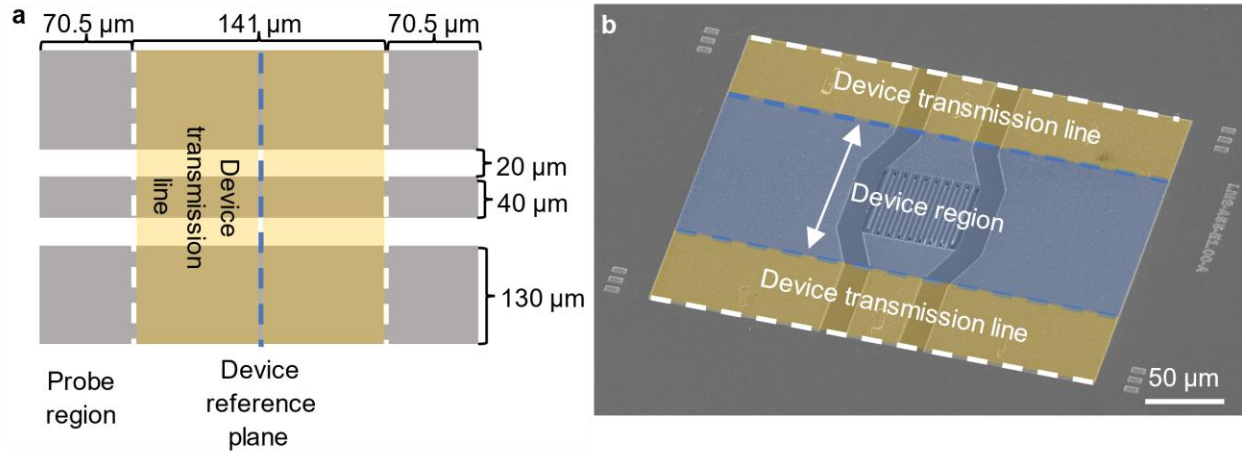 a
70.5 µm
141 µm
70.5 µm
Device
transmission
line
20 µm
40 µm
130 µm
Probe
region
Device
reference
plane
b
Device transmission line
Device region
Device transmission line
50 µm